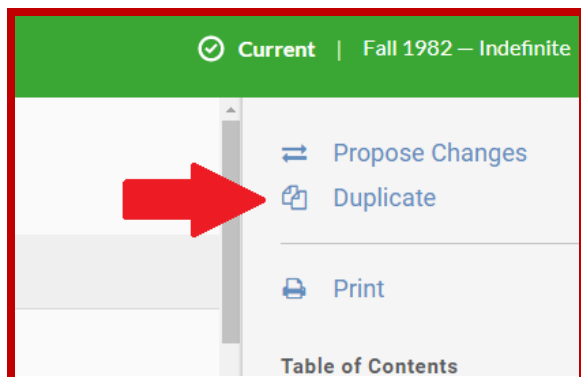 Current | Fall 1982 — Indefinite
Propose Changes
Duplicate
Print
Table of Contents